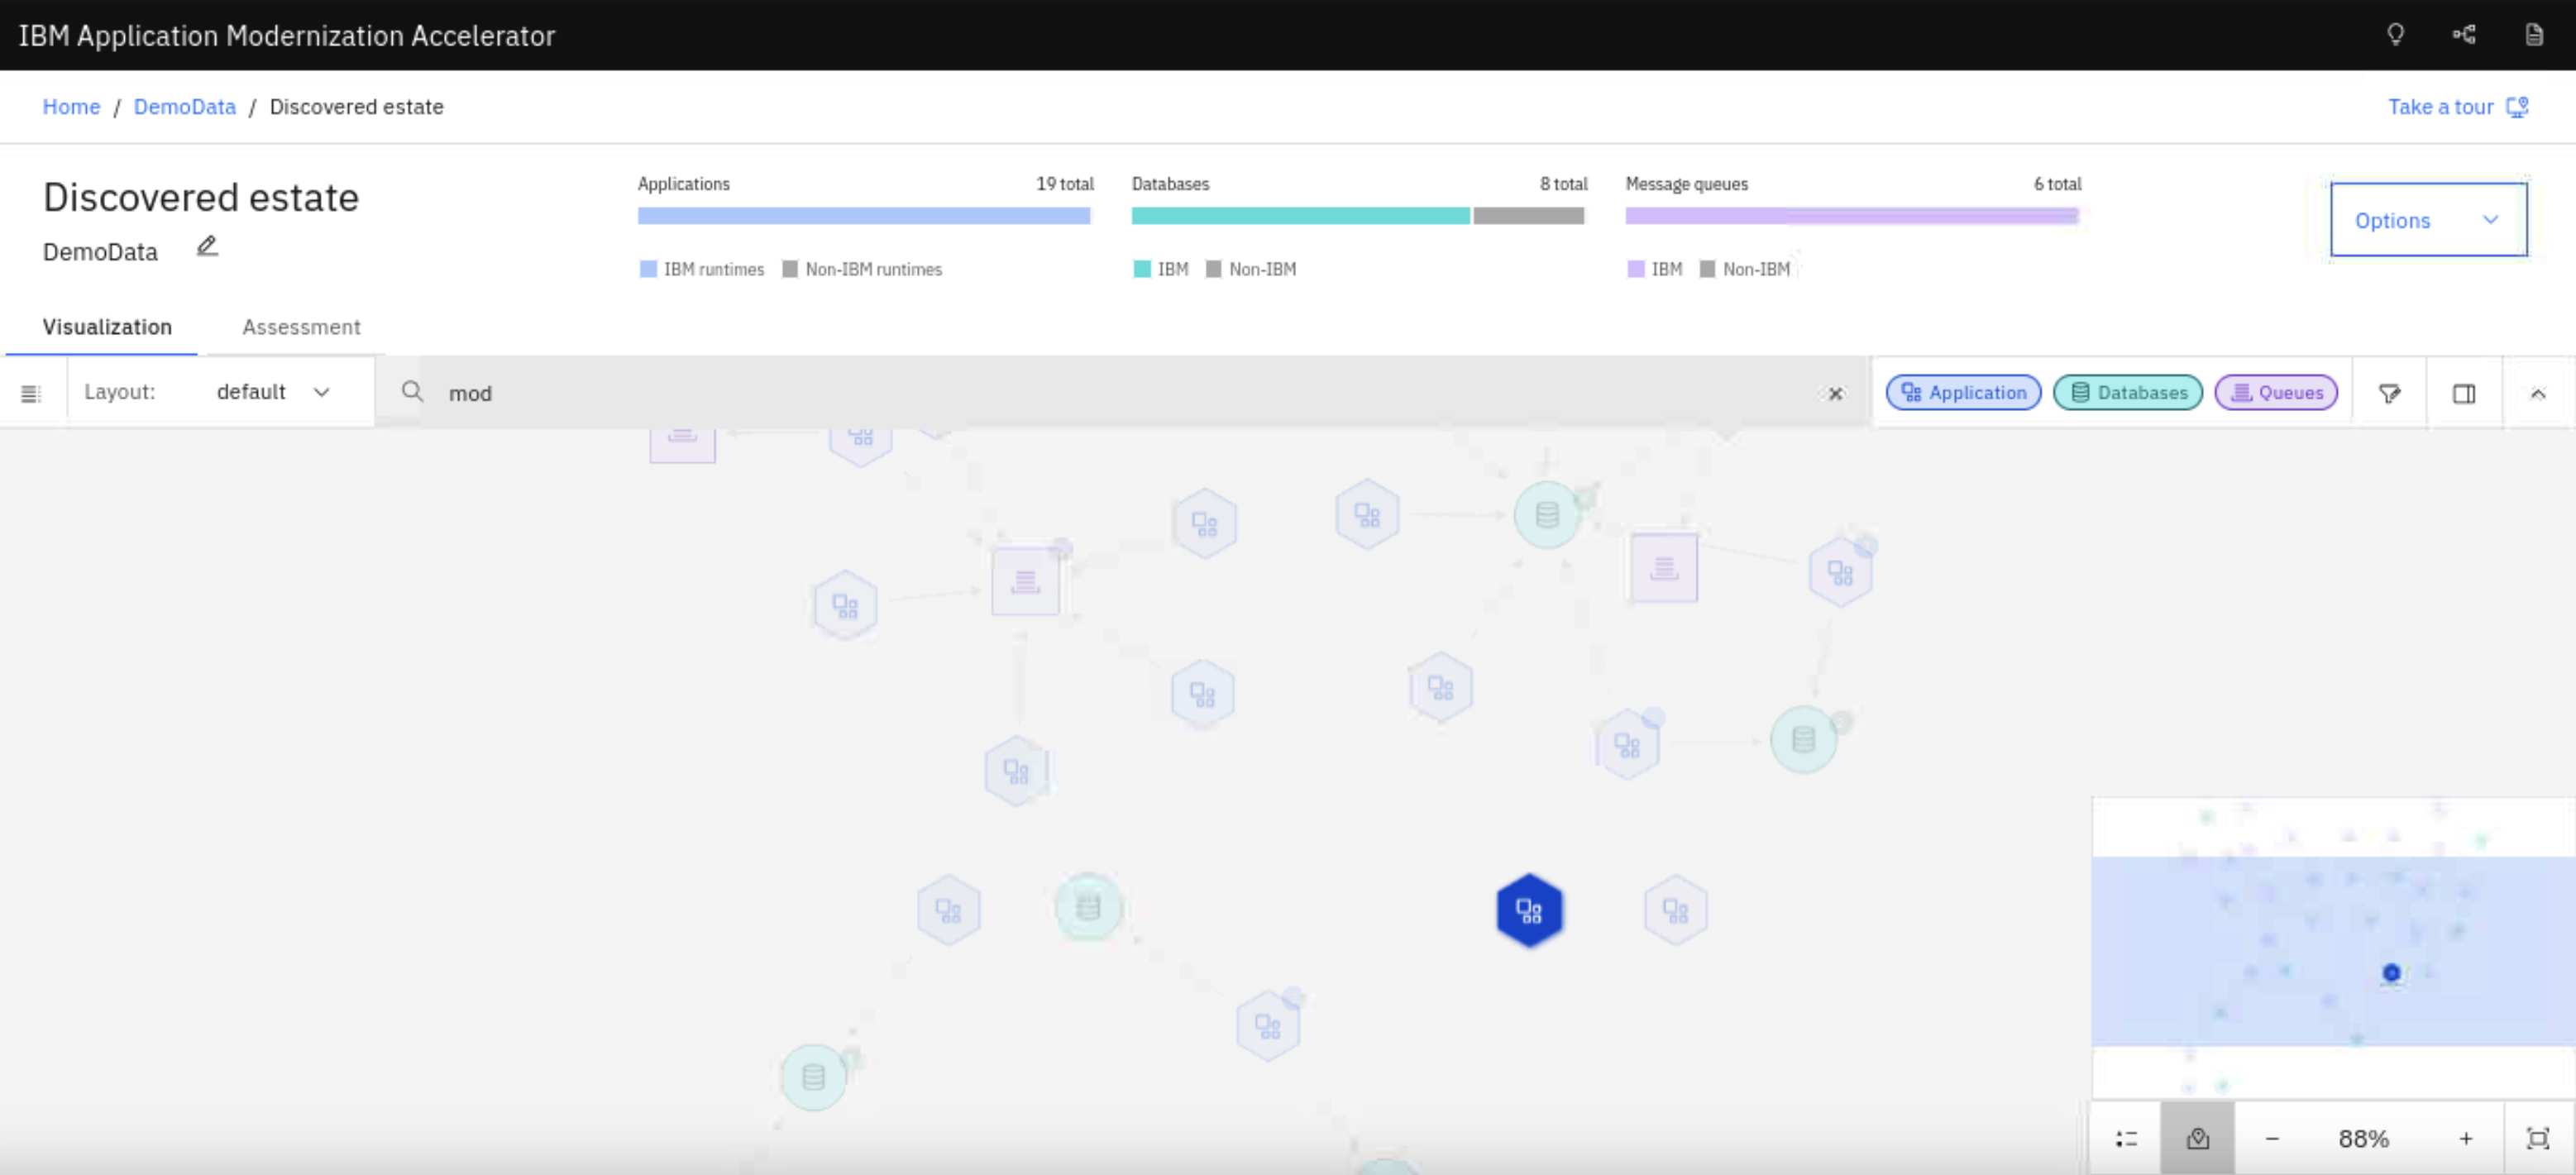 IBM Application Modernization Accelerator
Home / DemoData / Discovered estate
Take a tour
Discovered estate
DemoData
Applications 19 total
IBM runtimes Non-IBM runtimes
Databases 8 total
IBM Non-IBM
Message queues 6 total
IBM Non-IBM
Options
Visualization Assessment
Layout: default mod Application Databases Queues
88%